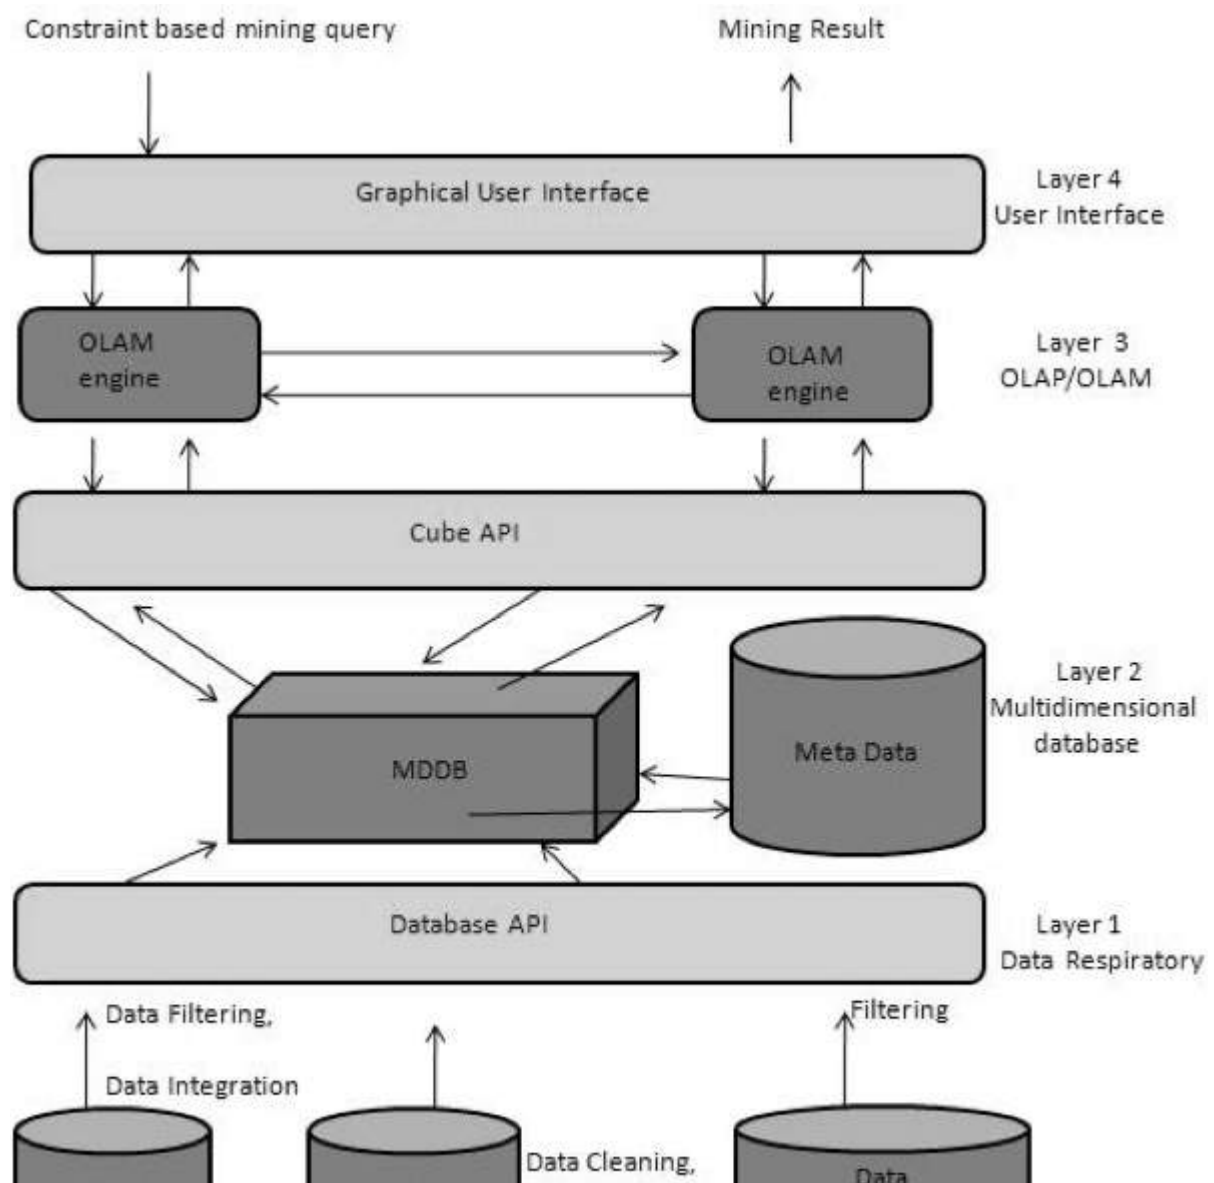 Constraint based mining query
Mining Result
Graphical User Interface
Layer 4
User Interface
OLAM
engine
OLAM
engine
Layer 3
OLAP/OLAM
Cube API
Layer 2
Multidimensional
database
MDDB
Meta Data
Database API
Layer 1
Data Respiratory
Data Filtering,
Filtering
Data Integration
Data Cleaning,
Data